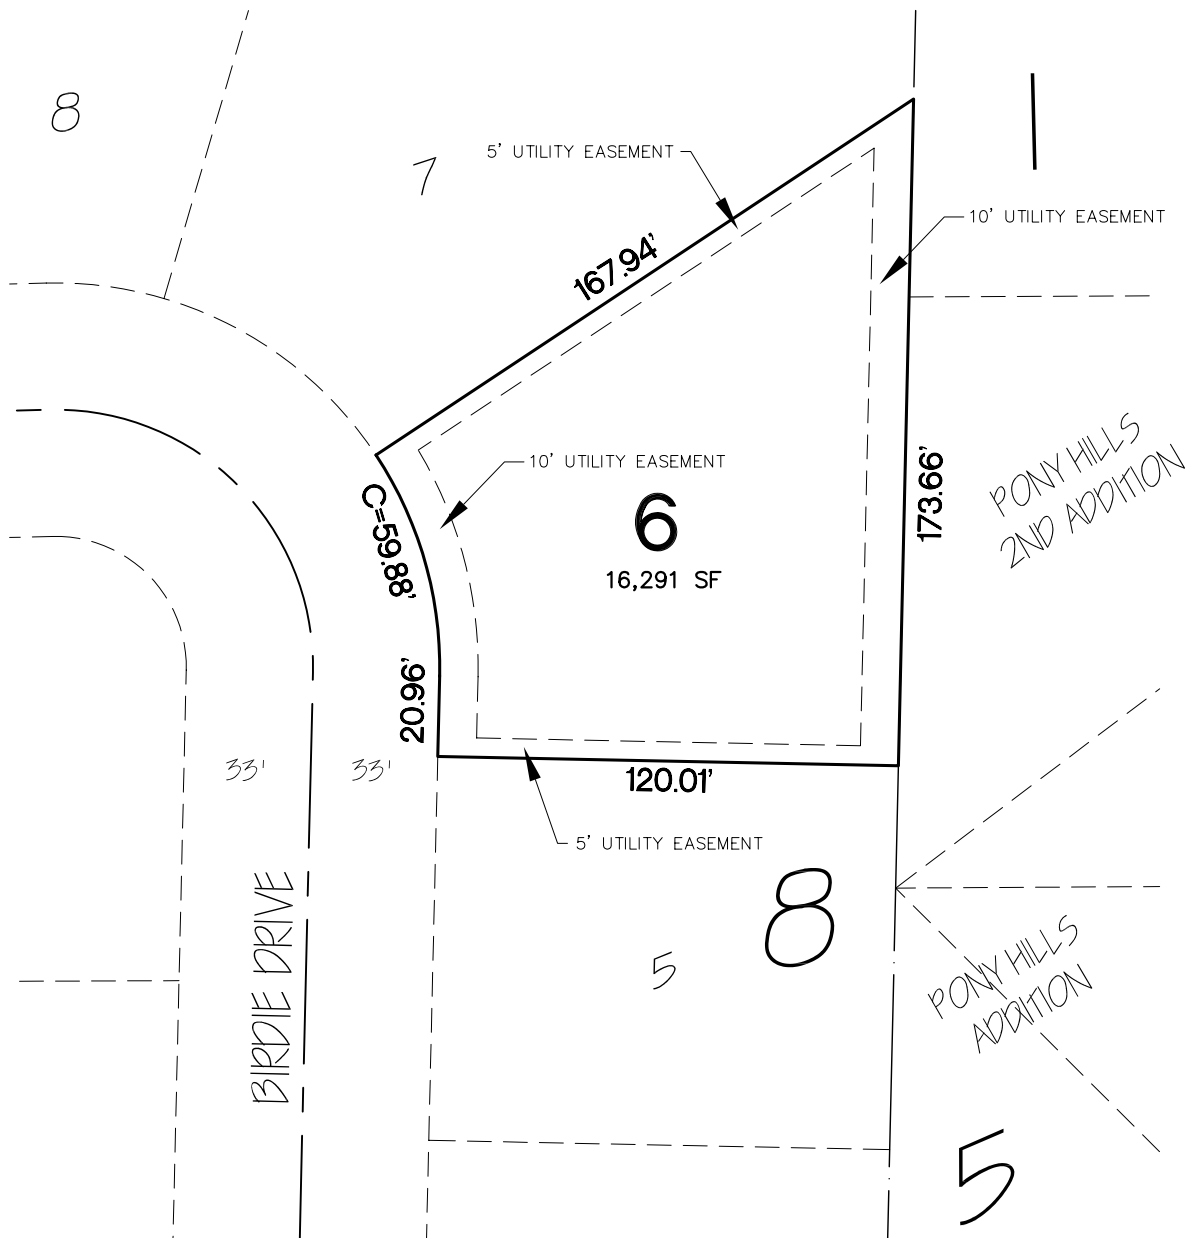 8
7
1
5' UTILITY EASEMENT
10' UTILITY EASEMENT
167.94'
10' UTILITY EASEMENT
C=59.88'
6
16,291 SF
173.66'
PONY HILLS
2ND ADDITION
20.96'
33'
33'
120.01'
5' UTILITY EASEMENT
8
BIRDIE DRIVE
5
PONY HILLS
ADDITION
5